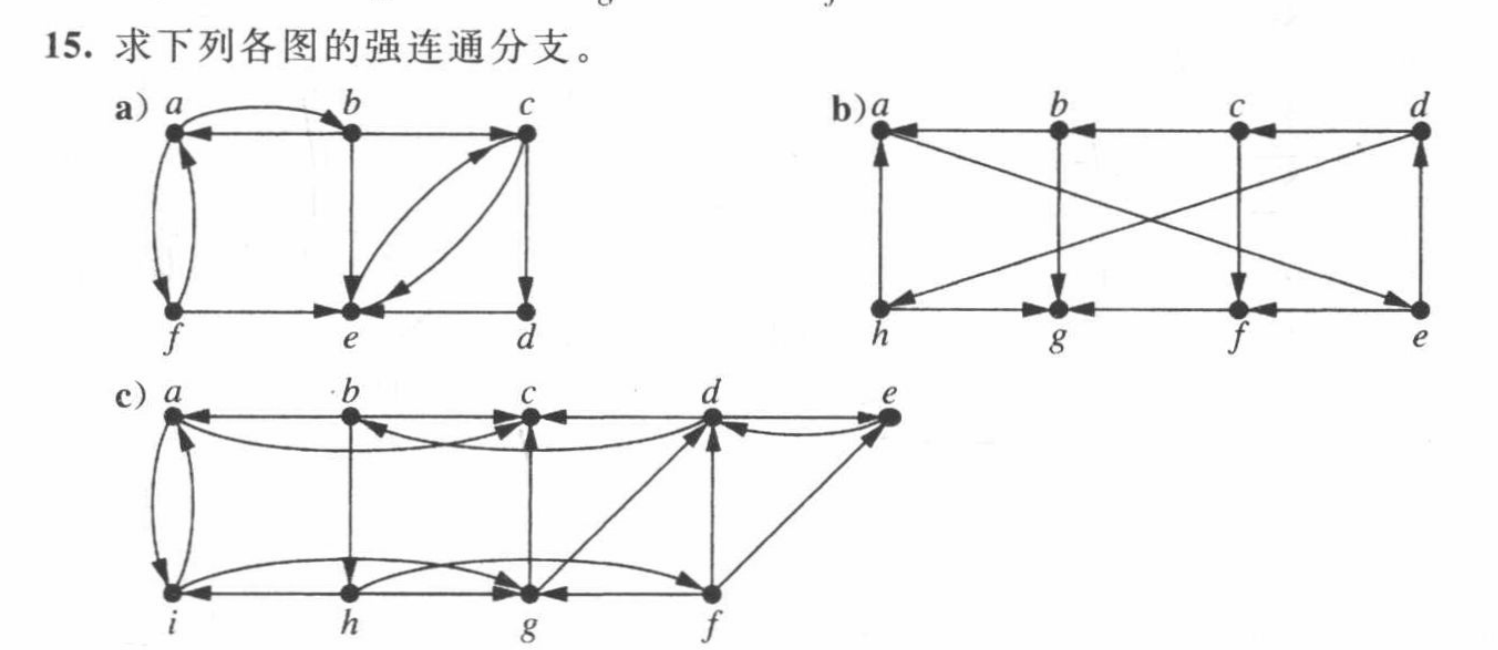 15. 求下列各图的强连通分支。
a) a b c
b) a b c d
f e d
h g f e
c) a b c d e
i h g f